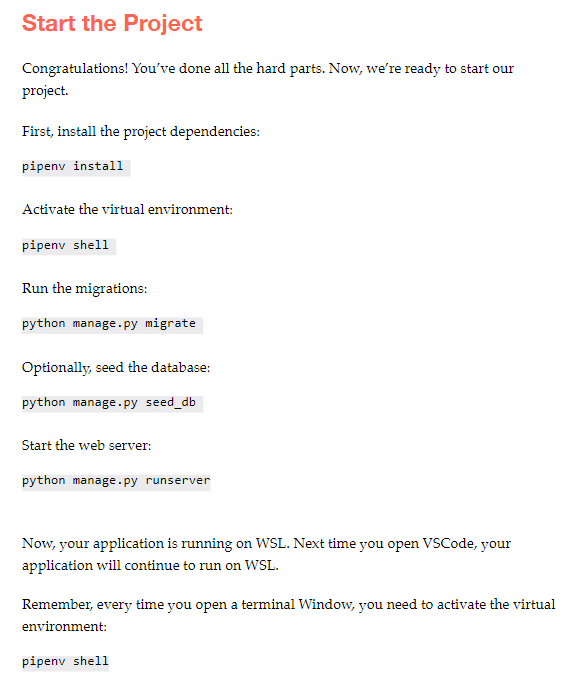 Start the Project
Congratulations! You’ve done all the hard parts. Now, we’re ready to start our
project.
First, install the project dependencies:
pipenv install
Activate the virtual environment:
pipenv shell
Run the migrations:
python manage.py migrate
Optionally, seed the database:
python manage.py seed_db
Start the web server:
python manage.py runserver
Now, your application is running on WSL. Next time you open VSCode, your
application will continue to run on WSL.
Remember, every time you open a terminal Window, you need to activate the virtual
environment:
pipenv shell